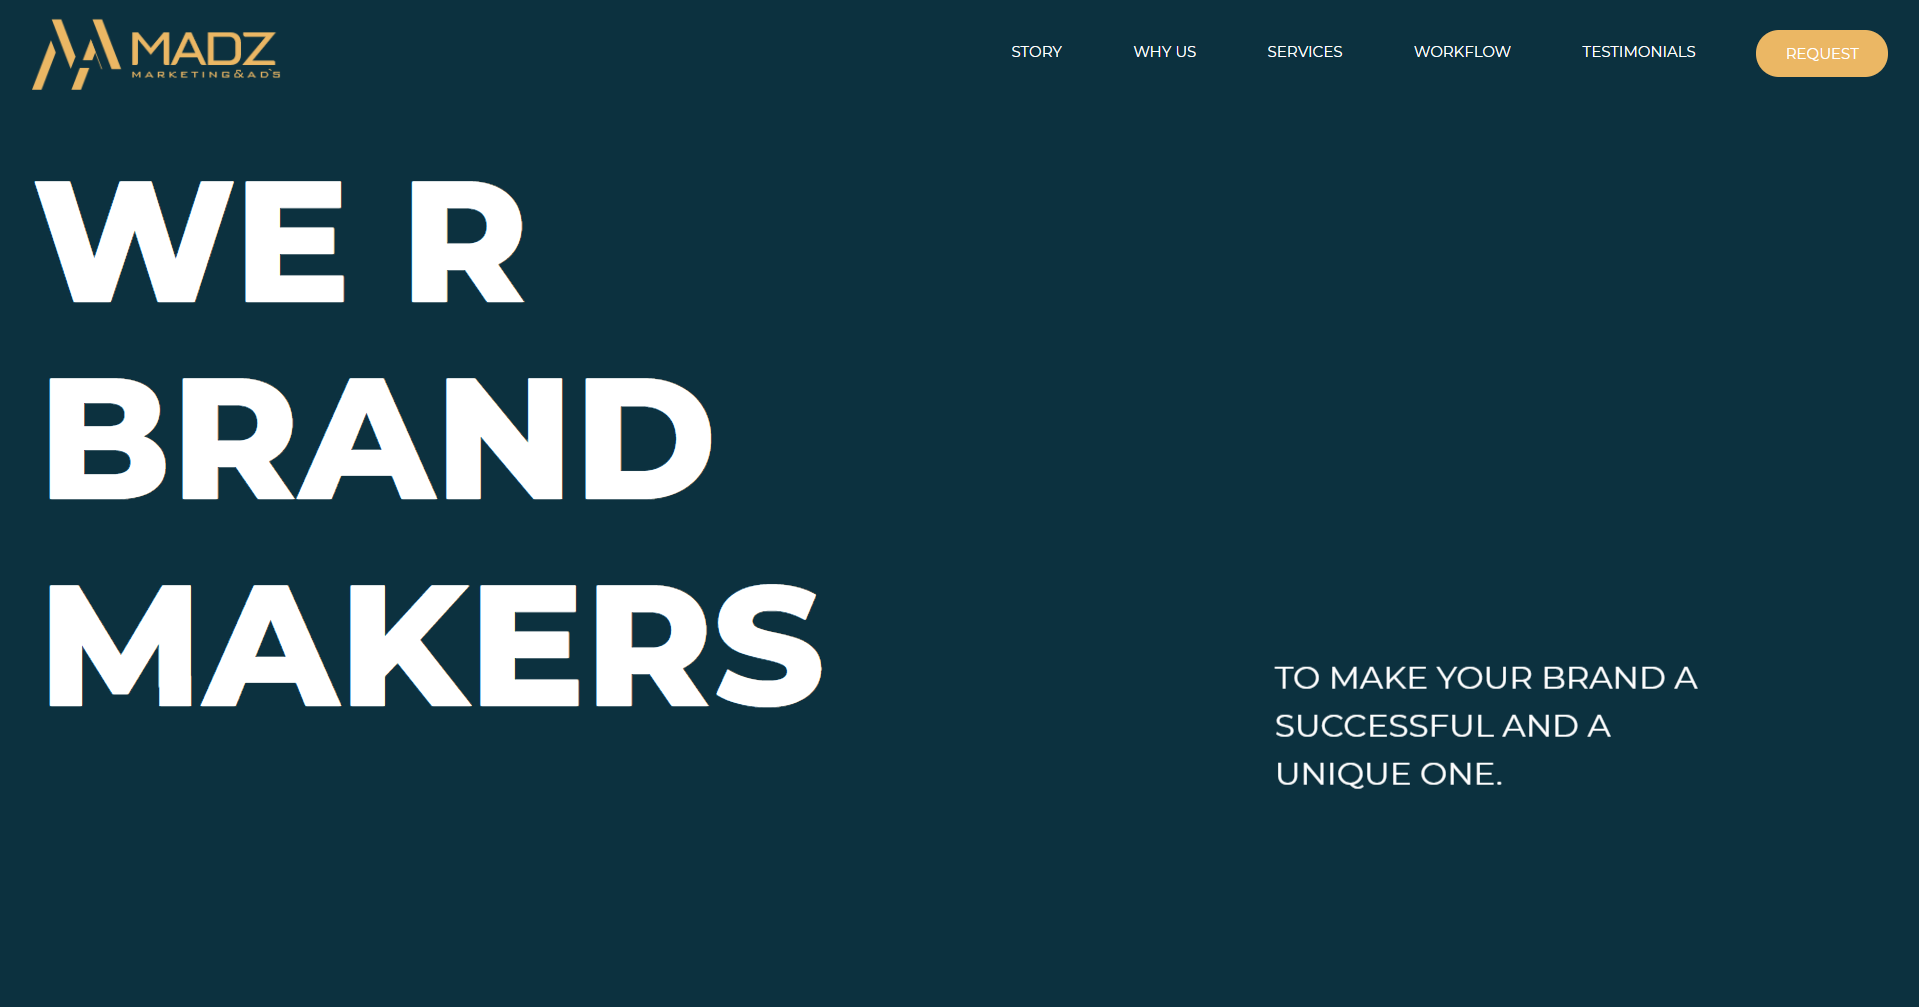 MADZ
MARKETING&AD`S
STORY WHY US SERVICES WORKFLOW TESTIMONIALS REQUEST
WE R
BRAND
MAKERS
TO MAKE YOUR BRAND A
SUCCESSFUL AND A
UNIQUE ONE.